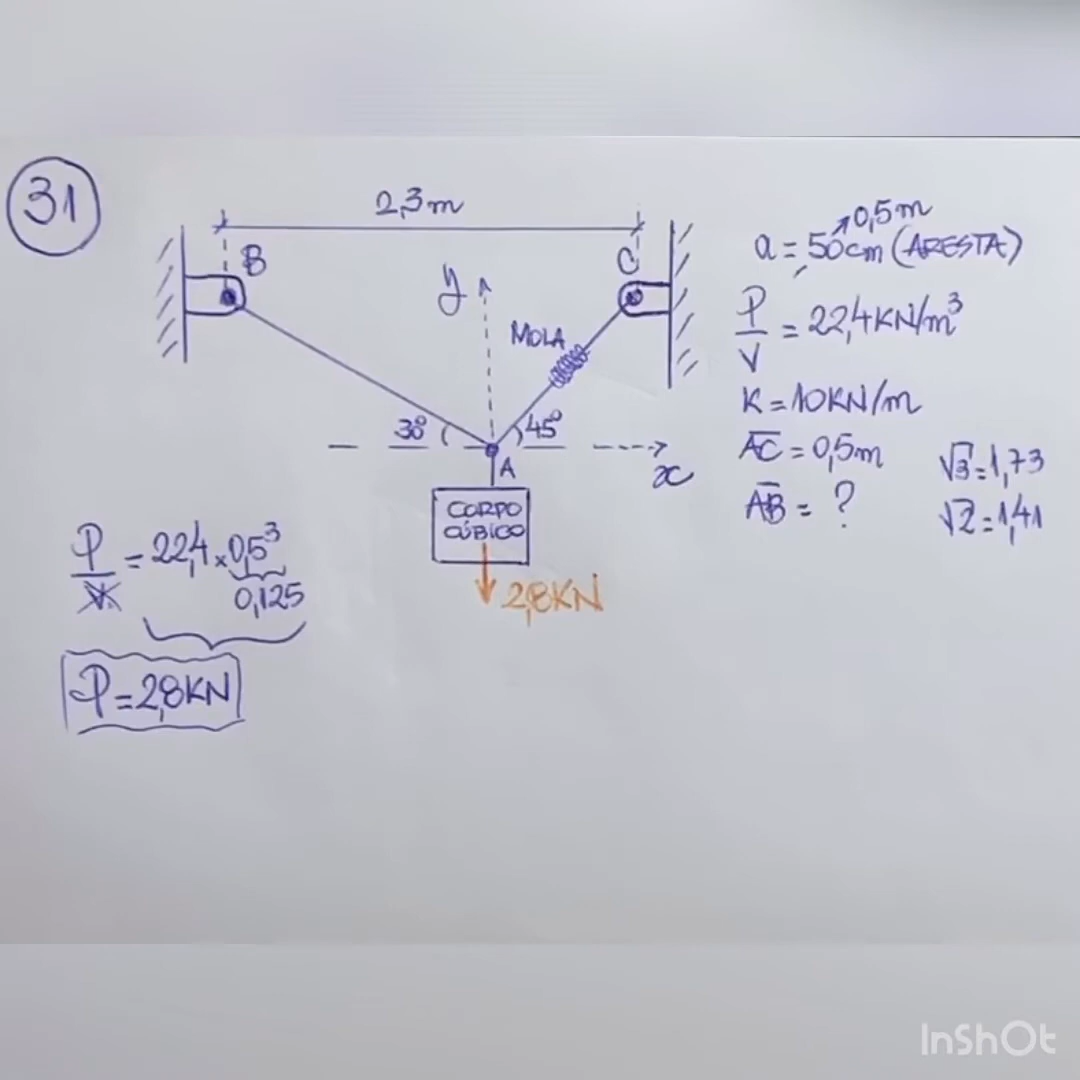 31
2,3m
B
C
y
MOLA
30°
45°
A
x
CORPO
CÚBICO
2,8KN
a = 50cm (ARESTA)
0,5m
P/V = 22,4KN/m³
K = 10KN/m
AC = 0,5m
AB = ?
√3 = 1,73
√2 = 1,41
P/V = 22,4 × 0,5³
0,125
P = 2,8KN
InShOt